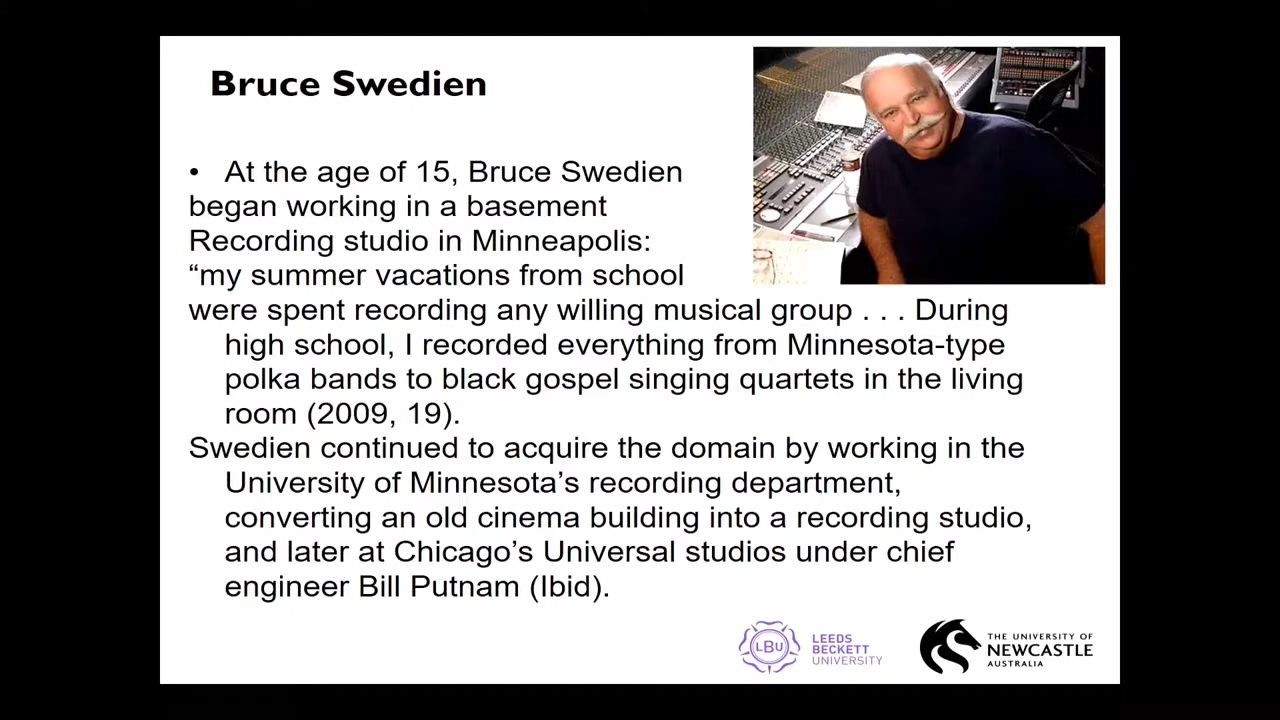 Bruce Swedien
• At the age of 15, Bruce Swedien
began working in a basement
Recording studio in Minneapolis:
“my summer vacations from school
were spent recording any willing musical group . . . During
high school, I recorded everything from Minnesota-type
polka bands to black gospel singing quartets in the living
room (2009, 19).
Swedien continued to acquire the domain by working in the
University of Minnesota’s recording department,
converting an old cinema building into a recording studio,
and later at Chicago’s Universal studios under chief
engineer Bill Putnam (Ibid).
LBU
LEEDS
BECKETT
UNIVERSITY
THE UNIVERSITY OF
NEWCASTLE
AUSTRALIA